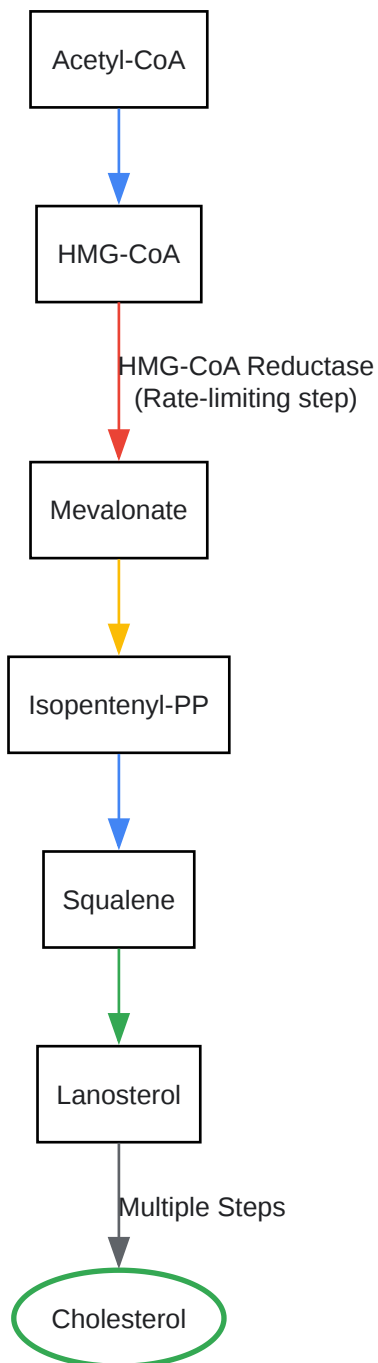 Acetyl-CoA
HMG-CoA
HMG-CoA Reductase
(Rate-limiting step)
Mevalonate
Isopentenyl-PP
Squalene
Lanosterol
Multiple Steps
Cholesterol